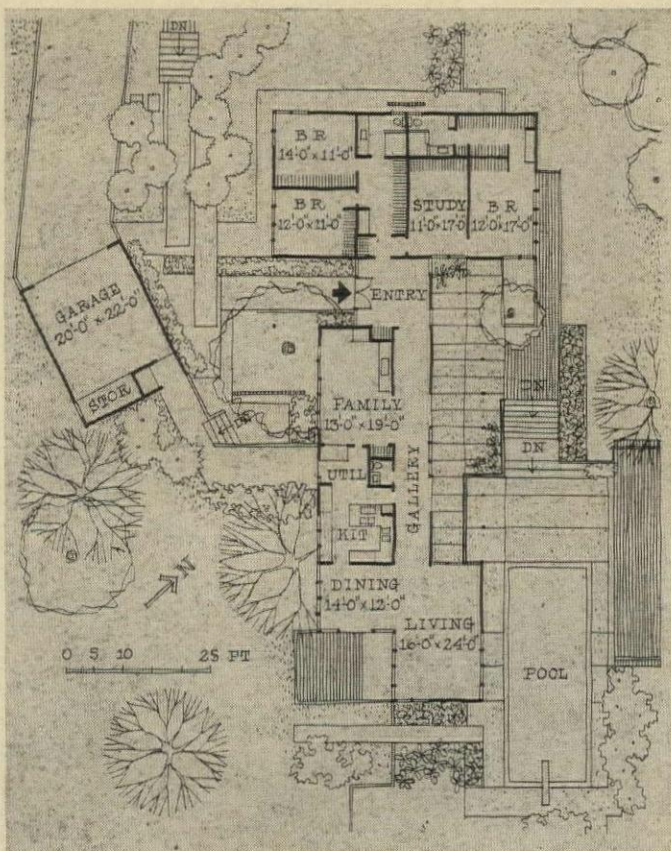 DN
BR
14'-0" x 11'-0"
BR
12'-0" x 11'-0"
STUDY
11'-0" x 17'-0"
BR
12'-0" x 17'-0"
GARAGE
20'-0" x 22'-0"
STOR
ENTRY
FAMILY
13'-0" x 19'-0"
DN
DN
DN
UTIL
GALLERY
KIT
N
DINING
14'-0" x 12'-0"
LIVING
16'-0" x 24'-0"
0 5 10 25 FT
POOL